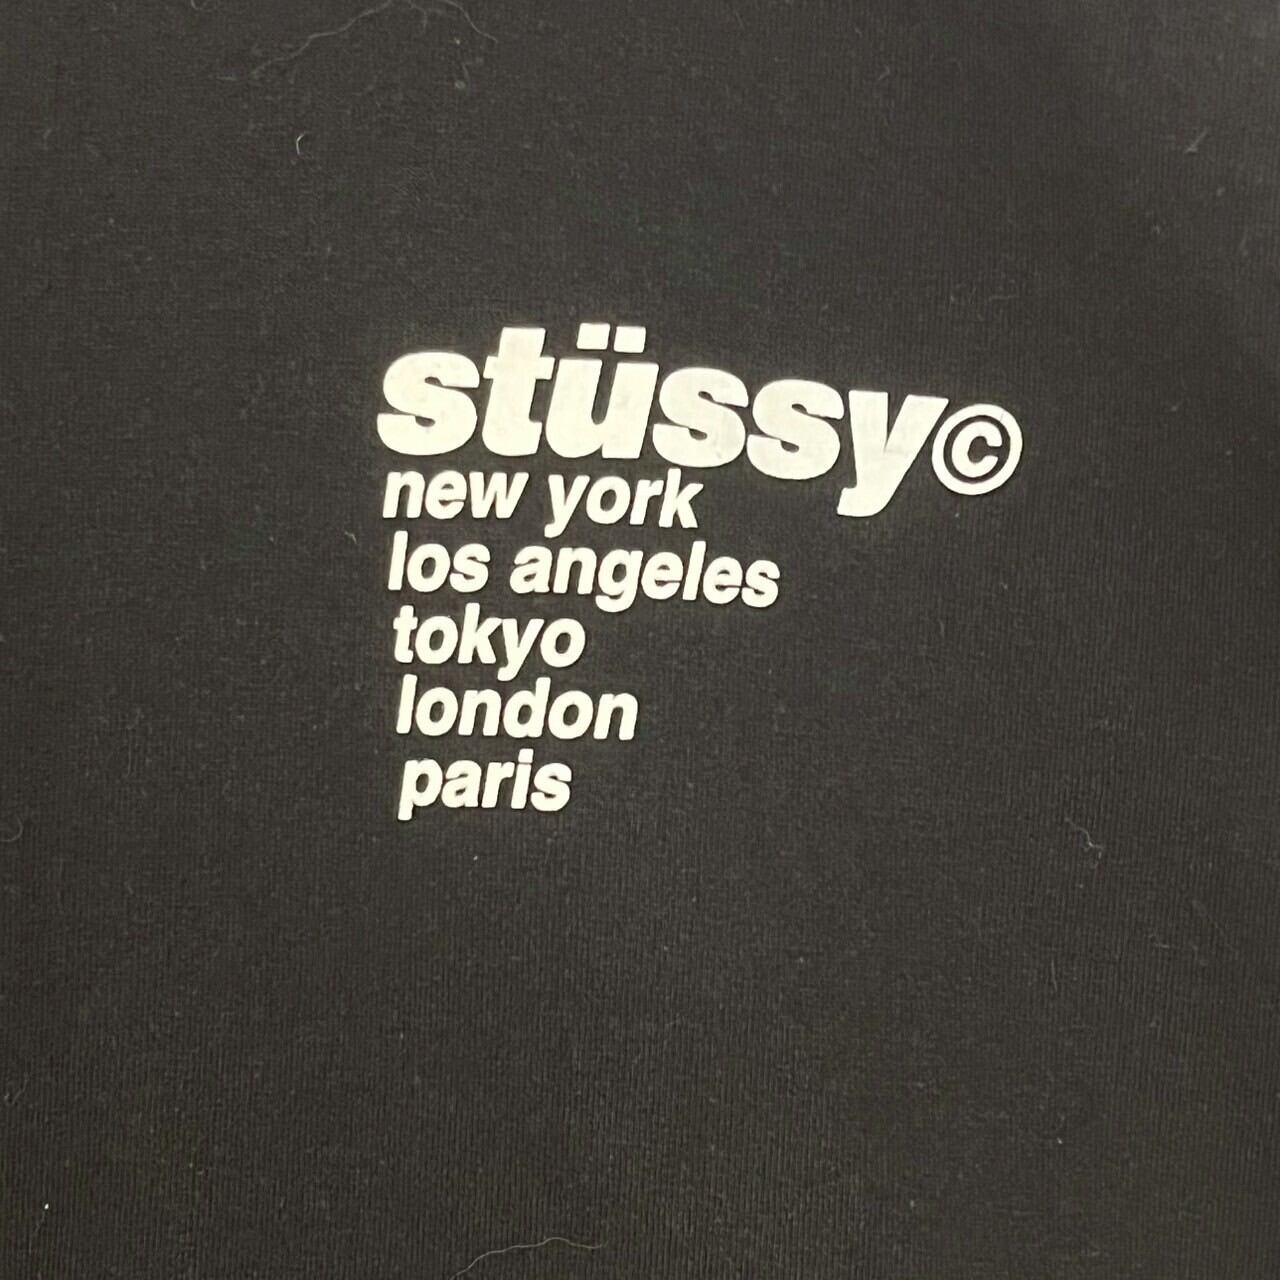 stüssy©
new york
los angeles
tokyo
london
paris